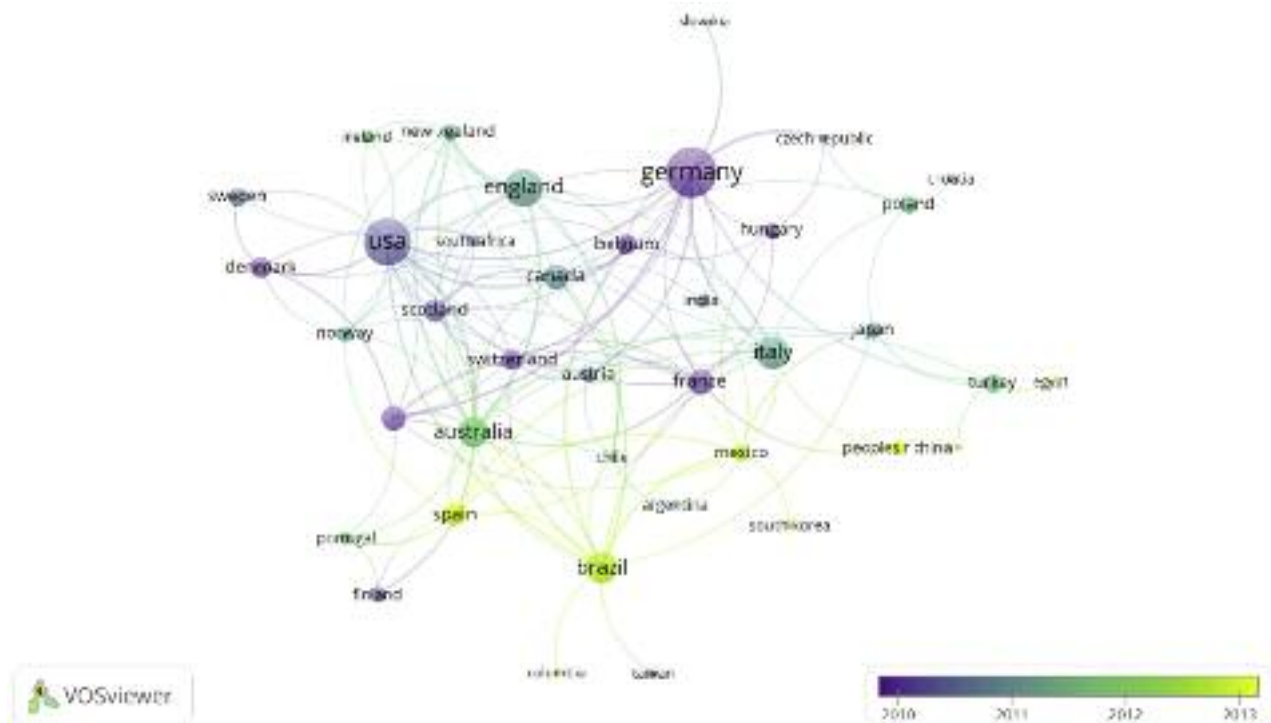 slovakia
ireland
new zealand
czech republic
germany
england
croatia
sweden
poland
usa
south africa
belgium
hungary
denmark
canada
india
scotland
norway
japan
italy
switzerland
austria
france
turkey
egypt
australia
peoples r china
mexico
chile
argentina
spain
south korea
portugal
brazil
finland
colombia
taiwan
VOSviewer
2010
2011
2012
2013